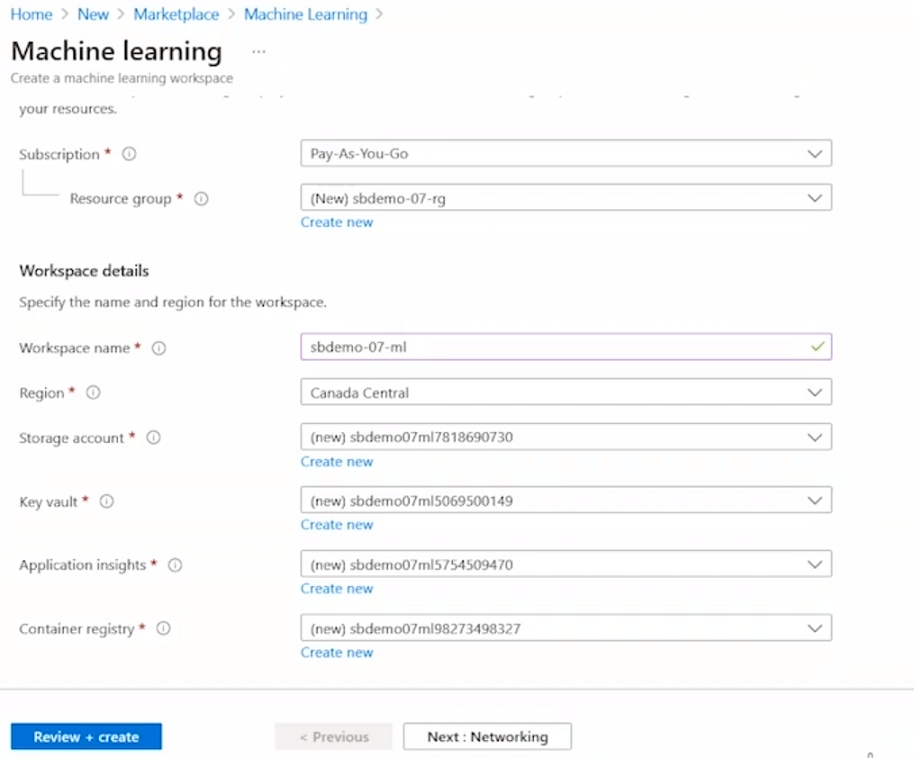 Home > New > Marketplace > Machine Learning >
Machine learning ...
Create a machine learning workspace
your resources.
Subscription * Pay-As-You-Go
Resource group * (New) sbdemo-07-rg
Create new
Workspace details
Specify the name and region for the workspace.
Workspace name * sbdemo-07-ml
Region * Canada Central
Storage account * (new) sbdemo07ml7818690730
Create new
Key vault * (new) sbdemo07ml5069500149
Create new
Application insights * (new) sbdemo07ml5754509470
Create new
Container registry * (new) sbdemo07ml98273498327
Create new
Review + create < Previous Next : Networking